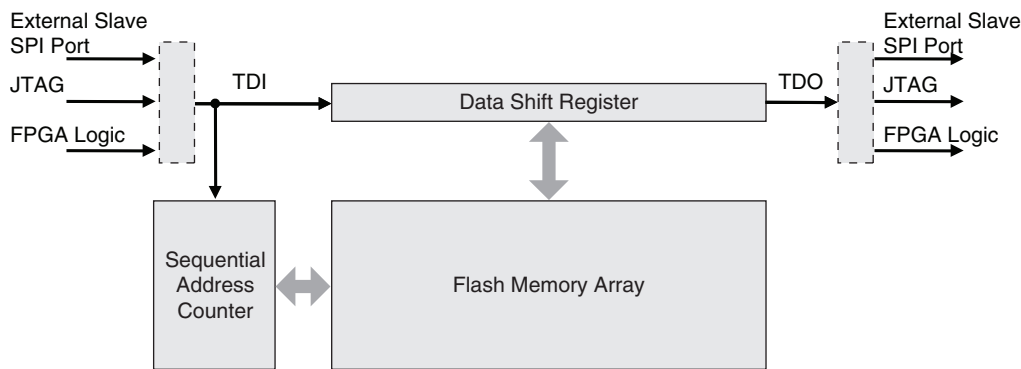 External Slave
SPI Port
JTAG
FPGA Logic
TDI
Data Shift Register
TDO
External Slave
SPI Port
JTAG
FPGA Logic
Sequential
Address
Counter
Flash Memory Array